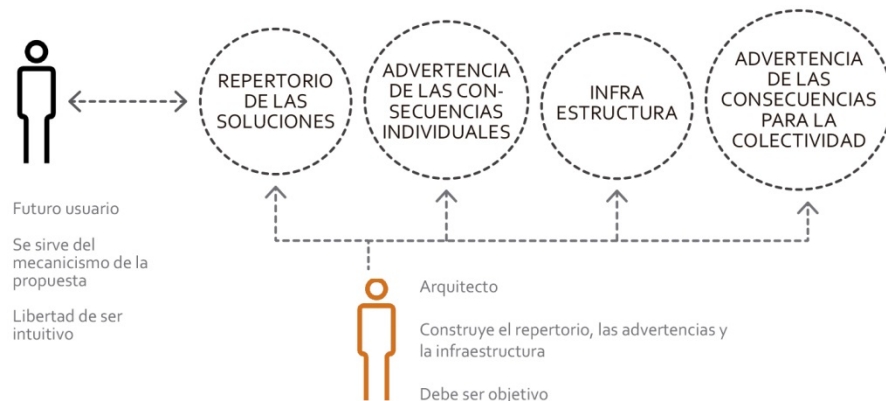 REPERTORIO
DE LAS
SOLUCIONES
ADVERTENCIA
DE LAS CON-
SECUENCIAS
INDIVIDUALES
INFRA
ESTRUCTURA
ADVERTENCIA
DE LAS
CONSECUENCIAS
PARA LA
COLECTIVIDAD
Futuro usuario
Se sirve del
mecanicismo de la
propuesta
Libertad de ser
intuitivo
Arquitecto
Construye el repertorio, las advertencias y
la infraestructura
Debe ser objetivo